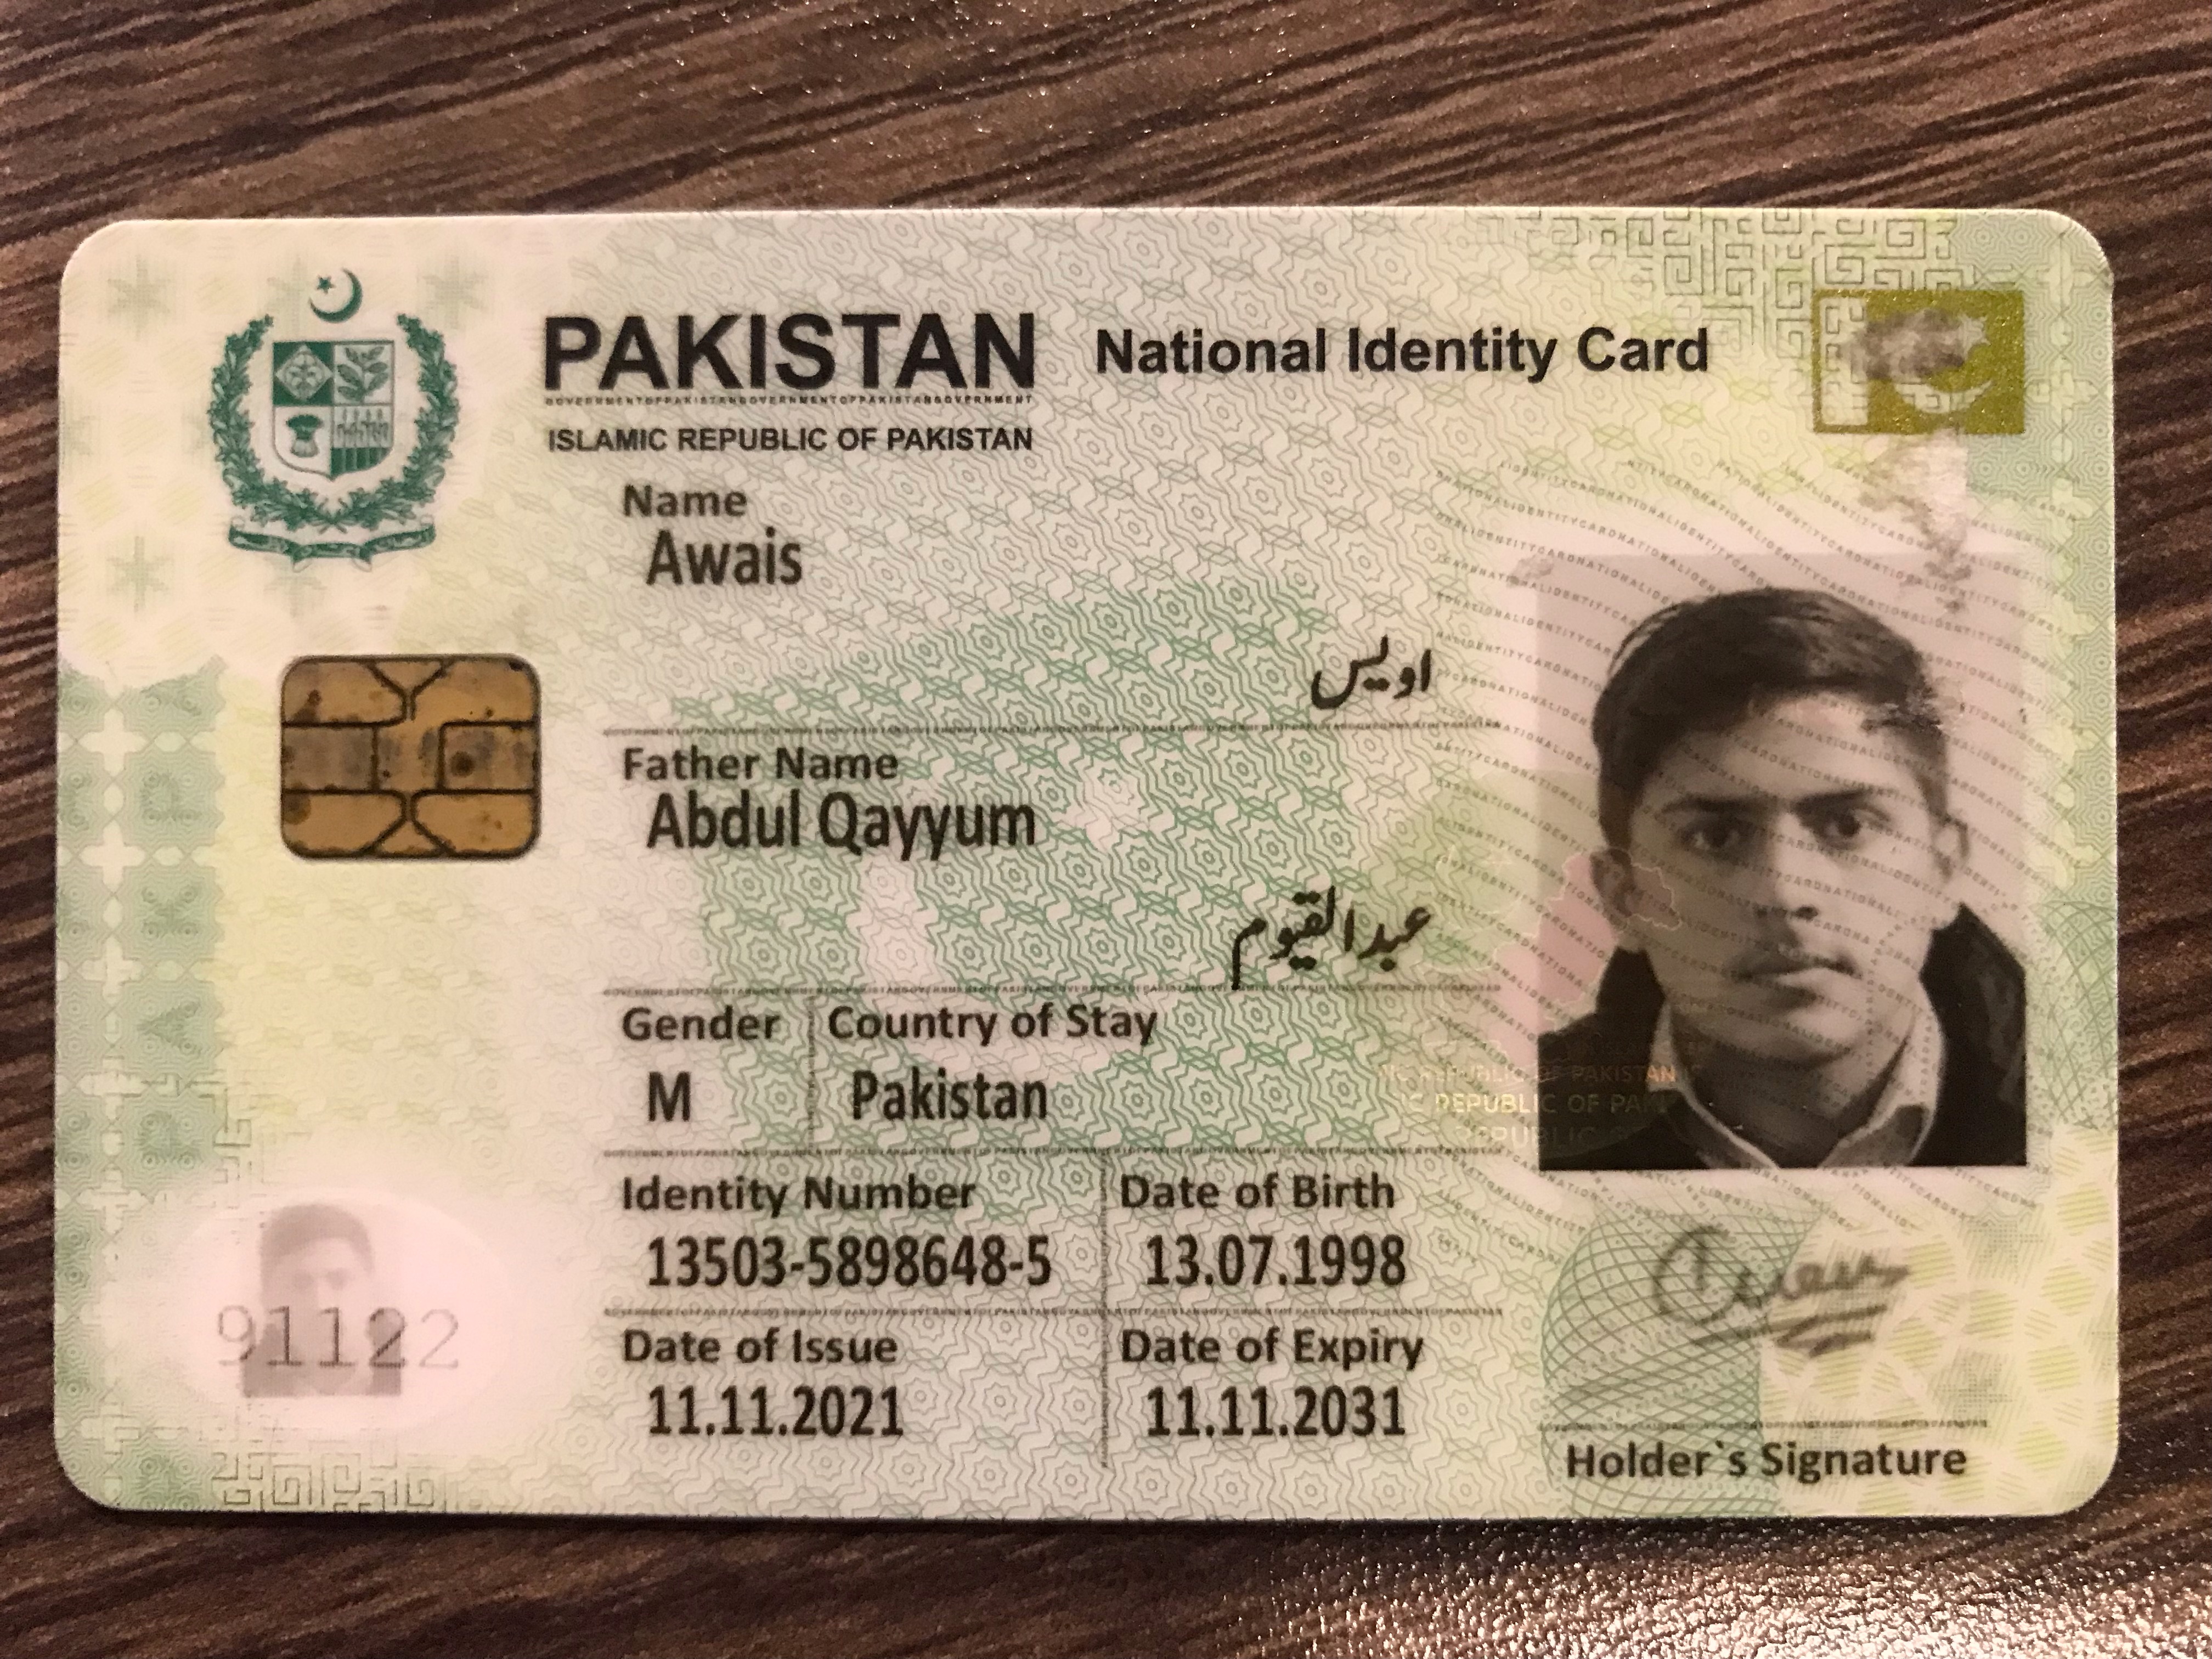 PAKISTAN National Identity Card
ISLAMIC REPUBLIC OF PAKISTAN
Name
Awais
اویس
Father Name
Abdul Qayyum
عبدالقیوم
Gender Country of Stay
M Pakistan
Identity Number Date of Birth
13503-5898648-5 13.07.1998
Date of Issue Date of Expiry
11.11.2021 11.11.2031
Holder's Signature
PAKPA
91122